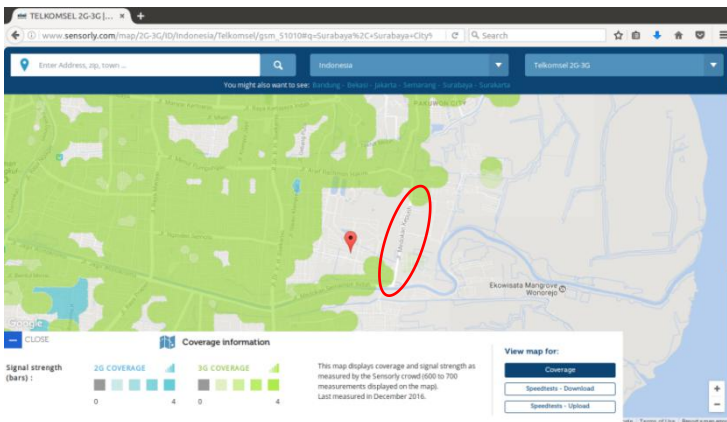 TELKOMSEL 2G-3G | ... × +
www.sensorly.com/map/2G-3G/ID/Indonesia/Telkomsel/gsm_51010#q=Surabaya%2C+Surabaya+City
Search
Enter Address, zip, town ...
Indonesia
Telkomsel 2G-3G
You might also want to see: Bandung - Bekasi - Jakarta - Semarang - Surabaya - Surakarta
PAKUWON CITY
Ekowisata Mangrove
Wonorejo
Google
CLOSE
Coverage information
Signal strength
(bars) :
2G COVERAGE
3G COVERAGE
0 4 0 4
This map displays coverage and signal strength as
measured by the Sensorly crowd (600 to 700
measurements displayed on the map).
Last measured in December 2016.
View map for:
Coverage
Speedtests - Download
Speedtests - Upload
+
−